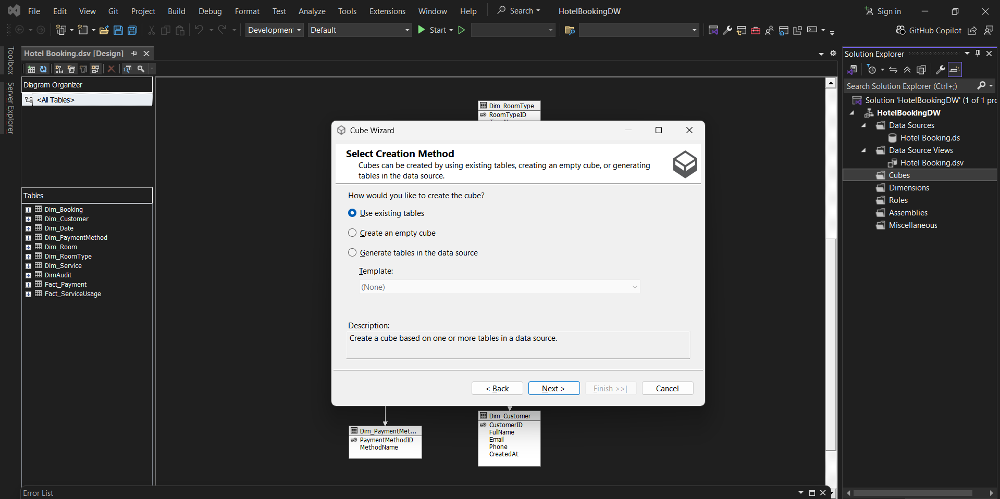 File Edit View Git Project Build Debug Format Test Analyze Tools Extensions Window Help Search HotelBookingDW Sign in
Development Default Start GitHub Copilot
Toolbox
Server Explorer
Hotel Booking.dsv [Design]
Diagram Organizer
<All Tables>
Tables
Dim_Booking
Dim_Customer
Dim_Date
Dim_PaymentMethod
Dim_Room
Dim_RoomType
Dim_Service
DimAudit
Fact_Payment
Fact_ServiceUsage
Dim_RoomType
RoomTypeID
Cube Wizard
Select Creation Method
Cubes can be created by using existing tables, creating an empty cube, or generating
tables in the data source.
How would you like to create the cube?
Use existing tables
Create an empty cube
Generate tables in the data source
Template:
(None)
Description:
Create a cube based on one or more tables in a data source.
< Back Next > Finish >>| Cancel
Dim_PaymentMet...
PaymentMethodID
MethodName
Dim_Customer
CustomerID
FullName
Email
Phone
CreatedAt
Solution Explorer
Search Solution Explorer (Ctrl+;)
Solution 'HotelBookingDW' (1 of 1 pro
HotelBookingDW
Data Sources
Hotel Booking.ds
Data Source Views
Hotel Booking.dsv
Cubes
Dimensions
Roles
Assemblies
Miscellaneous
Error List